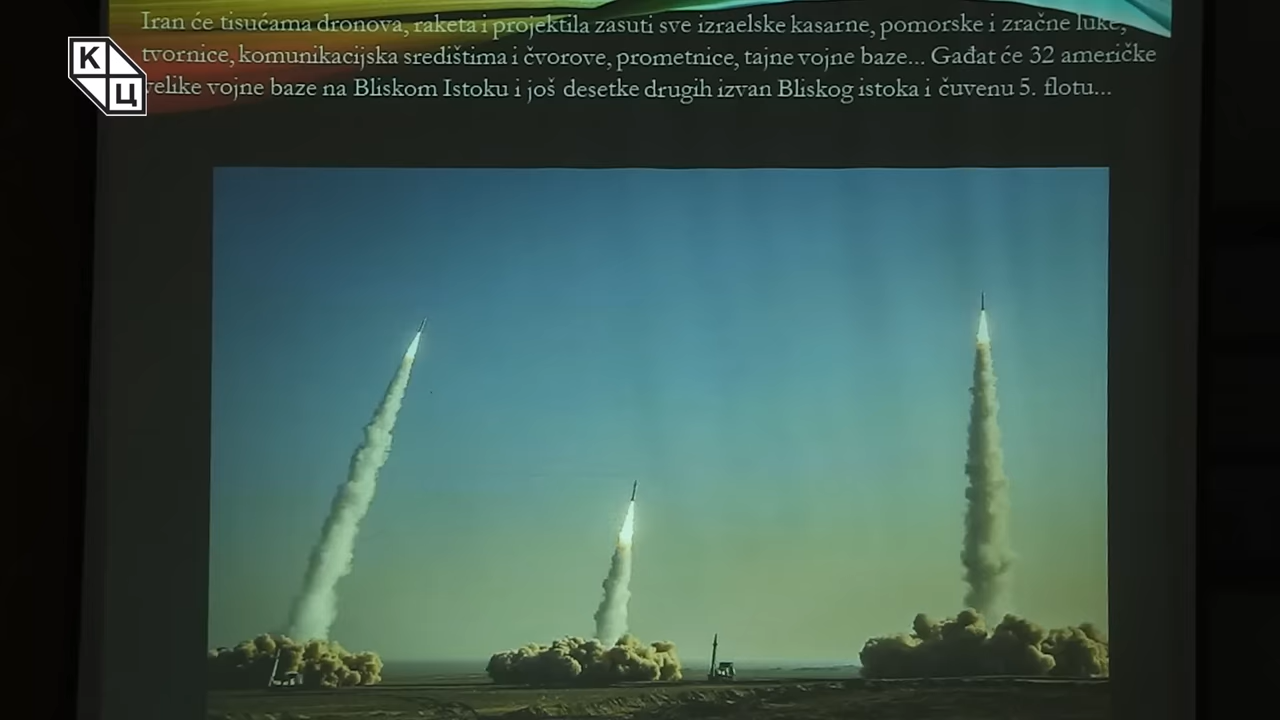 Iran će tisućama dronova, raketa i projektila zasuti sve izraelske kasarne, pomorske i zračne luke,
КЦ
tvornice, komunikacijska središtima i čvorove, prometnice, tajne vojne baze... Gađat će 32 američke
velike vojne baze na Bliskom Istoku i još desetke drugih izvan Bliskog istoka i čuvenu 5. flotu...